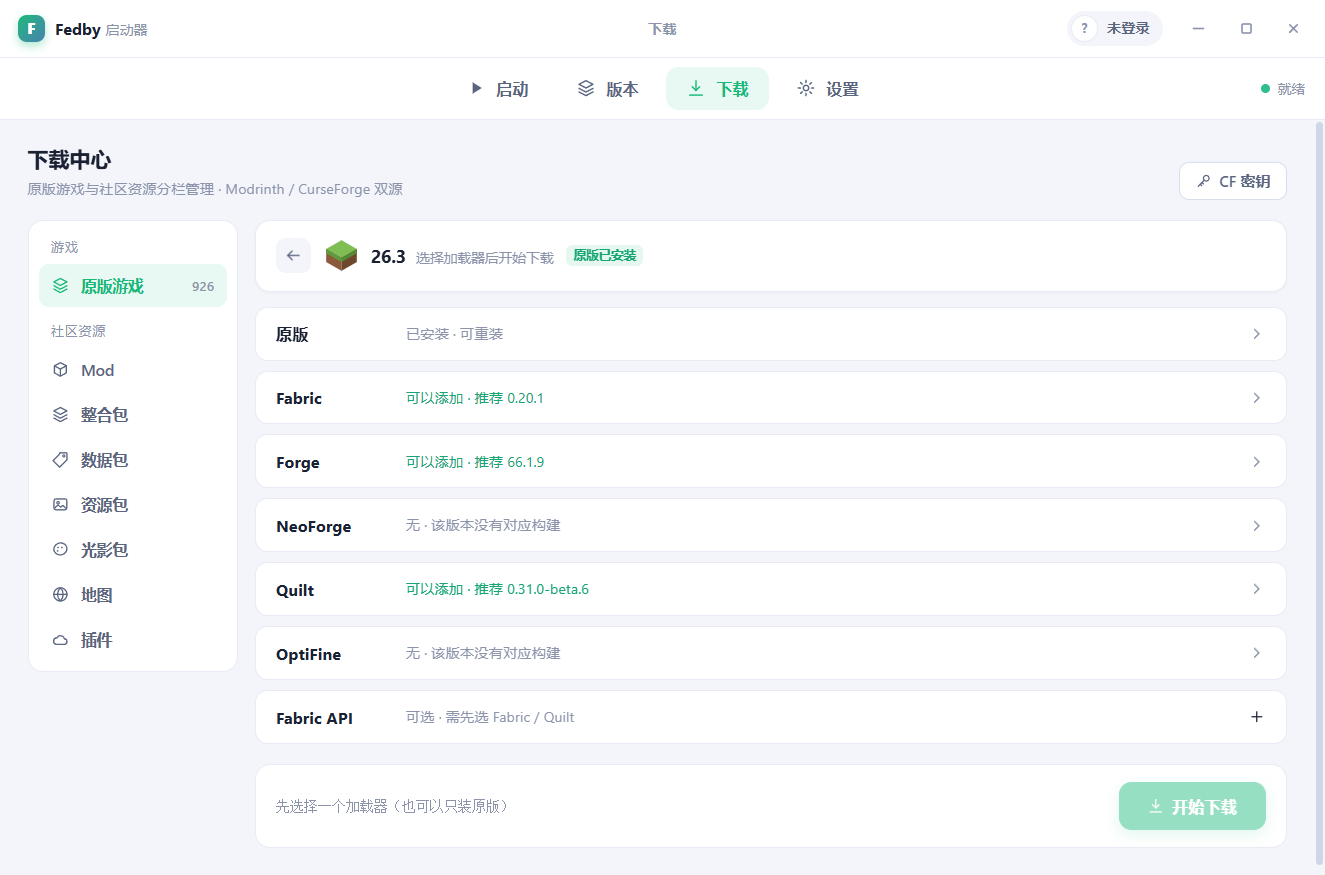 F Fedby 启动器
下载
? 未登录
启动
版本
下载
设置
就绪
下载中心
原版游戏与社区资源分栏管理 · Modrinth / CurseForge 双源
CF 密钥
游戏
原版游戏 926
社区资源
Mod
整合包
数据包
资源包
光影包
地图
插件
26.3 选择加载器后开始下载 原版已安装
原版 已安装 · 可重装
Fabric 可以添加 · 推荐 0.20.1
Forge 可以添加 · 推荐 66.1.9
NeoForge 无 · 该版本没有对应构建
Quilt 可以添加 · 推荐 0.31.0-beta.6
OptiFine 无 · 该版本没有对应构建
Fabric API 可选 · 需先选 Fabric / Quilt
先选择一个加载器（也可以只装原版）
开始下载